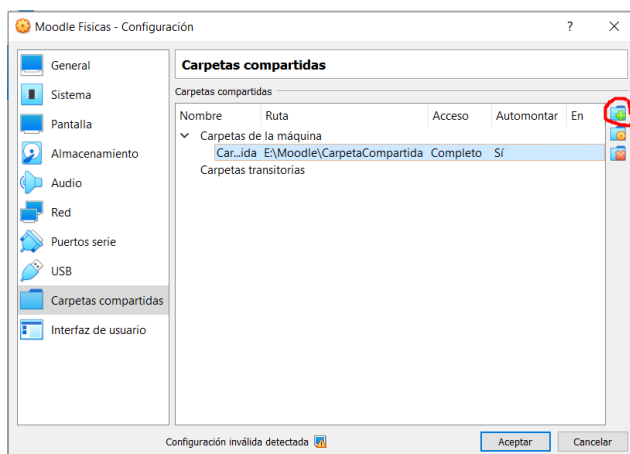 Moodle Fisicas - Configuración
?
General
Sistema
Pantalla
Almacenamiento
Audio
Red
Puertos serie
USB
Carpetas compartidas
Interfaz de usuario
Carpetas compartidas
Carpetas compartidas
Nombre Ruta Acceso Automontar En
Carpetas de la máquina
Car...ida E:\Moodle\CarpetaCompartida Completo Sí
Carpetas transitorias
Configuración inválida detectada
Aceptar Cancelar